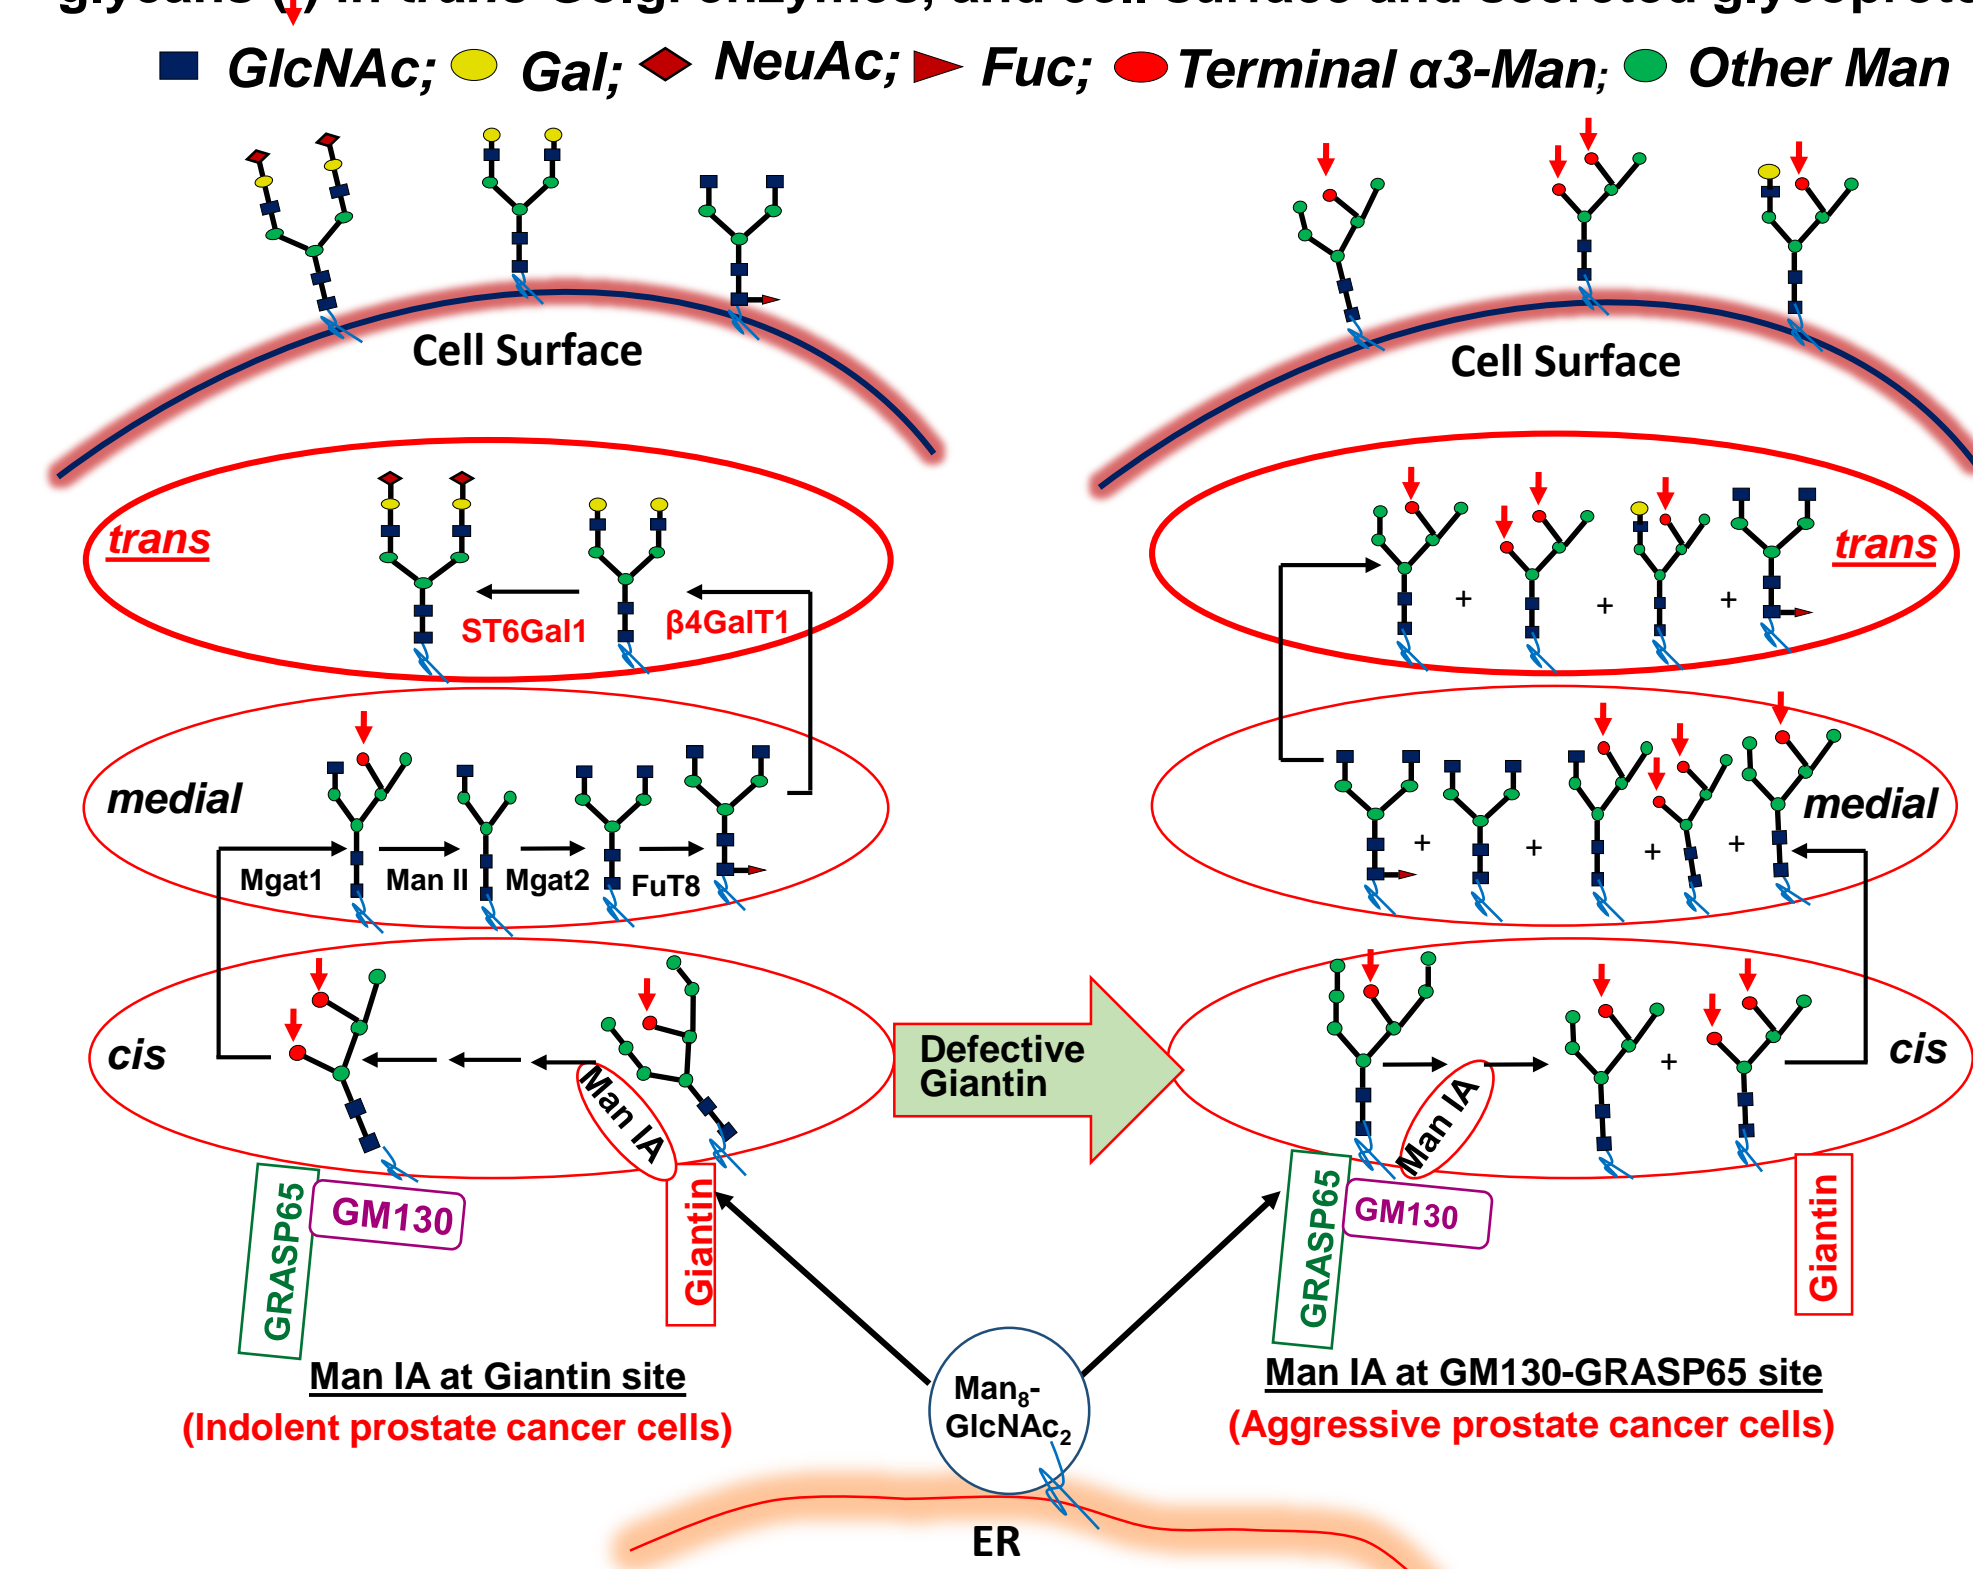 GlcNAc; Gal; NeuAc; Fuc; Terminal α3-Man; Other Man
Cell Surface
trans
ST6Gal1
β4GalT1
medial
Mgat1
Man II
Mgat2
FuT8
cis
Man IA
GRASP65
GM130
Giantin
Man IA at Giantin site
(Indolent prostate cancer cells)
Defective
Giantin
Man₈-
GlcNAc₂
ER
Cell Surface
trans
+ + +
medial
+ + + +
cis
+
Man IA
GRASP65
GM130
Giantin
Man IA at GM130-GRASP65 site
(Aggressive prostate cancer cells)